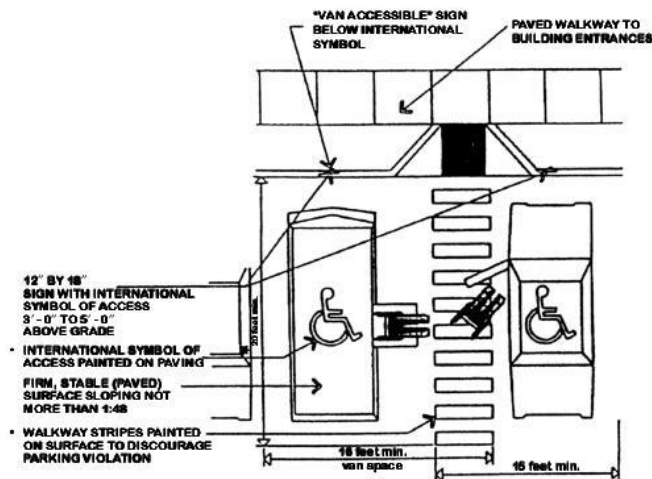 "VAN ACCESSIBLE" SIGN
BELOW INTERNATIONAL
SYMBOL
PAVED WALKWAY TO
BUILDING ENTRANCES
12" BY 18"
SIGN WITH INTERNATIONAL
SYMBOL OF ACCESS
3' - 0" TO 5' - 0"
ABOVE GRADE
20 feet min.
• INTERNATIONAL SYMBOL OF
ACCESS PAINTED ON PAVING
FIRM, STABLE (PAVED)
SURFACE SLOPING NOT
MORE THAN 1:48
• WALKWAY STRIPES PAINTED
ON SURFACE TO DISCOURAGE
PARKING VIOLATION
16 feet min.
van space
15 feet min.